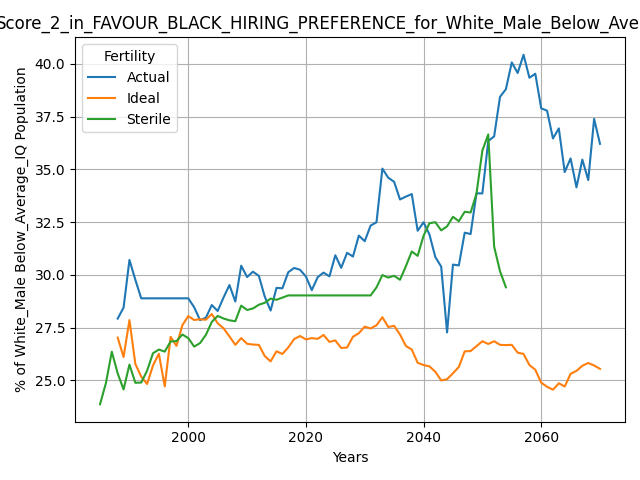 Score_2_in_FAVOUR_BLACK_HIRING_PREFERENCE_for_White_Male_Below_Ave
Fertility
Actual
Ideal
Sterile
% of White_Male Below_Average_IQ Population
40.0
37.5
35.0
32.5
30.0
27.5
25.0
2000
2020
2040
2060
Years